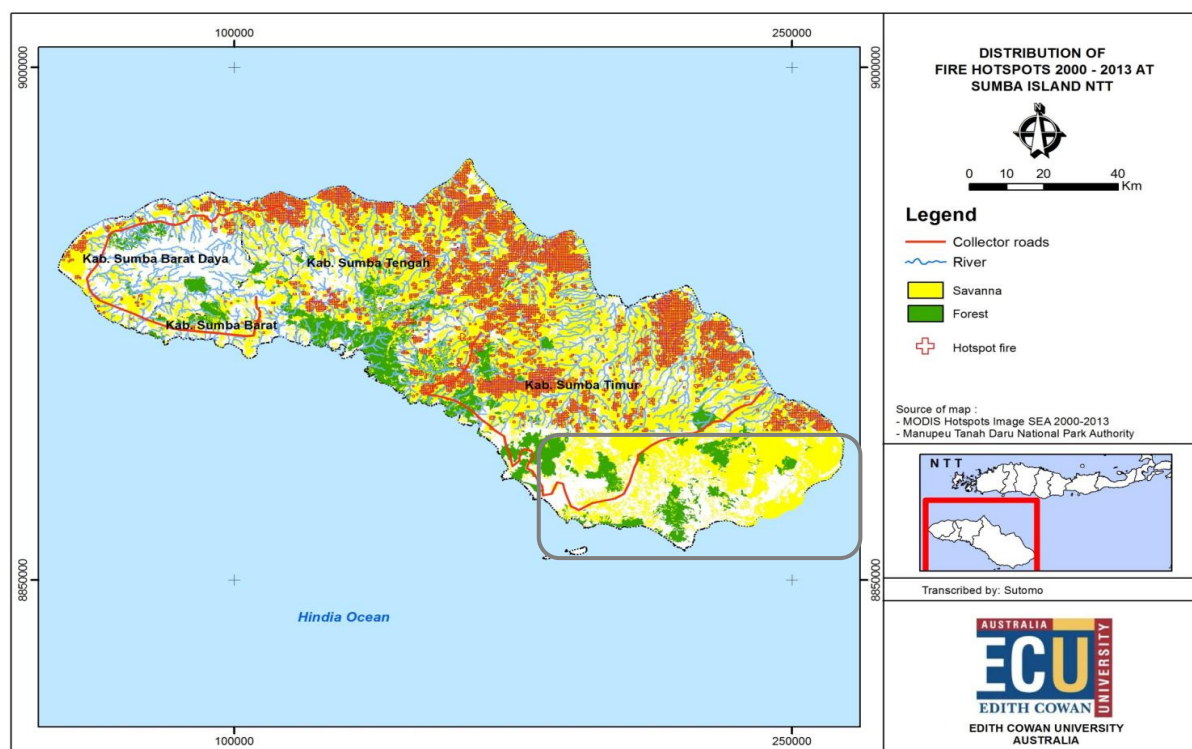 100000
250000
9000000
9000000
Kab. Sumba Barat Daya
Kab. Sumba Tengah
Kab. Sumba Barat
Kab. Sumba Timur
8850000
8850000
Hindia Ocean
100000
250000
DISTRIBUTION OF
FIRE HOTSPOTS 2000 - 2013 AT
SUMBA ISLAND NTT
0 10 20 40
Km
Legend
Collector roads
River
Savanna
Forest
Hotspot fire
Source of map :
- MODIS Hotspots Image SEA 2000-2013
- Manupeu Tanah Daru National Park Authority
N T T
Transcribed by: Sutomo
AUSTRALIA
ECU
UNIVERSITY
EDITH COWAN
EDITH COWAN UNIVERSITY
AUSTRALIA